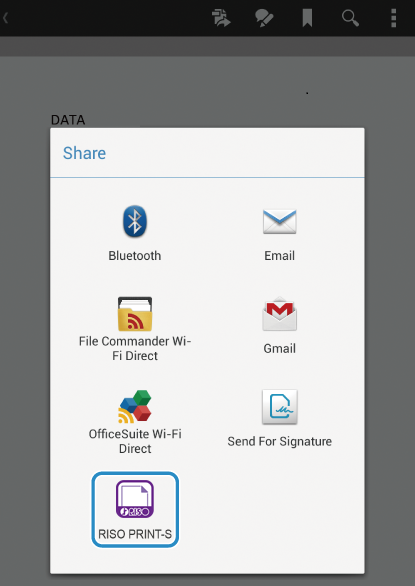 DATA
Share
Bluetooth
Email
File Commander Wi-
Fi Direct
Gmail
OfficeSuite Wi-Fi
Direct
Send For Signature
RISO
RISO PRINT-S